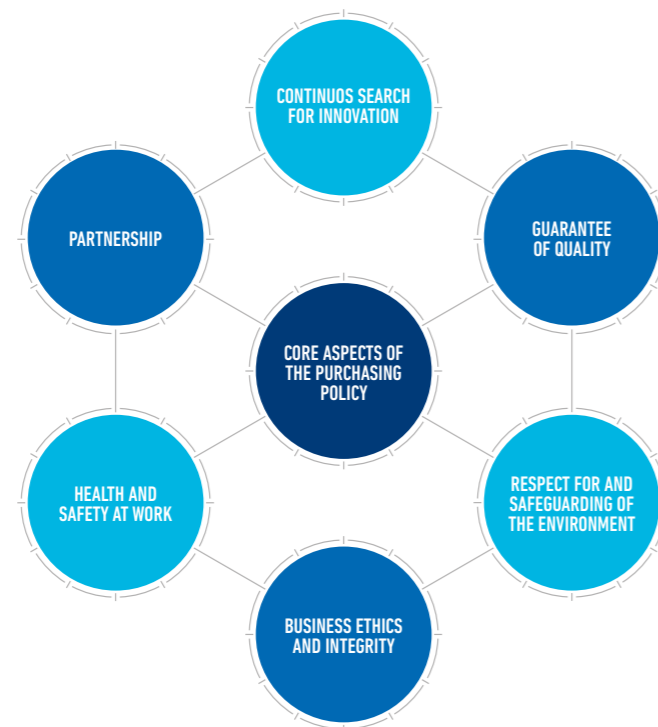 CONTINUOS SEARCH
FOR INNOVATION
PARTNERSHIP
GUARANTEE
OF QUALITY
CORE ASPECTS OF
THE PURCHASING
POLICY
HEALTH AND
SAFETY AT WORK
RESPECT FOR AND
SAFEGUARDING OF
THE ENVIRONMENT
BUSINESS ETHICS
AND INTEGRITY